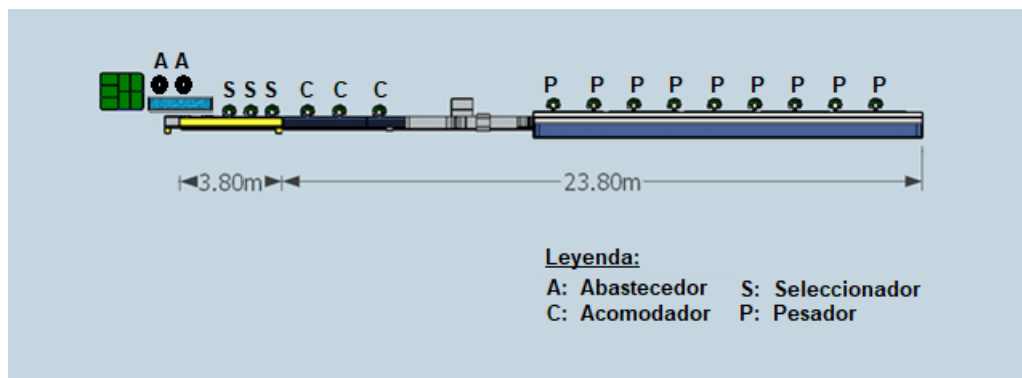 A A
S S S C C C
P P P P P P P P P
3.80m
23.80m
Leyenda:
A: Abastecedor S: Seleccionador
C: Acomodador P: Pesador